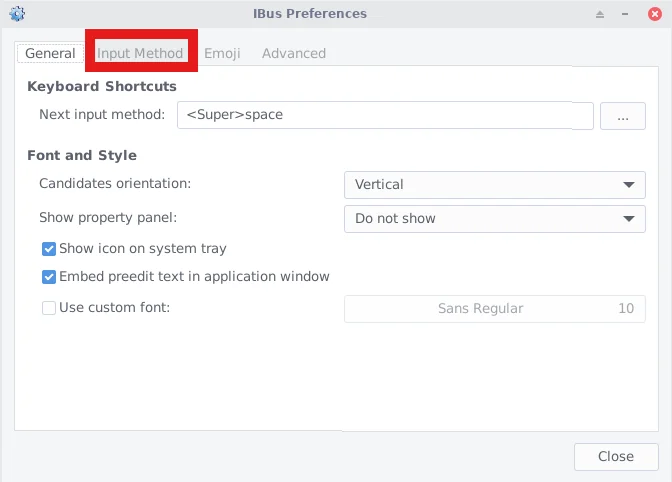 IBus Preferences
General Input Method Emoji Advanced
Keyboard Shortcuts
Next input method: <Super>space ...
Font and Style
Candidates orientation: Vertical
Show property panel: Do not show
Show icon on system tray
Embed preedit text in application window
Use custom font: Sans Regular 10
Close